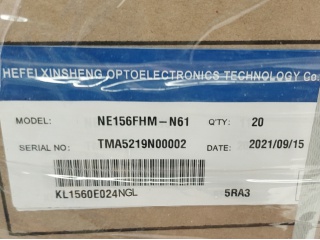 HEFEI XINSHENG OPTOELECTRONICS TECHNOLOGY Co.
MODEL: NE156FHM-N61 Q'TY: 20
SERIAL NO: TMA5219N00002 DATE: 2021/09/15
KL1560E024NGL 5RA3